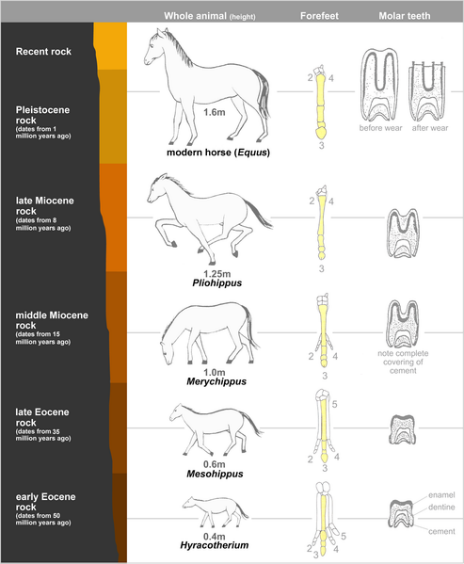 Whole animal (height) Forefeet Molar teeth
Recent rock
2 4
Pleistocene
rock
(dates from 1
million years ago)
1.6m
before wear after wear
3
modern horse (Equus)
late Miocene
rock
(dates from 8
million years ago)
2 4
3
1.25m
Pliohippus
middle Miocene
rock
(dates from 15
million years ago)
2 4
3
note complete
covering of
cement
1.0m
Merychippus
late Eocene
rock
(dates from 35
million years ago)
5
2 4
3
0.6m
Mesohippus
early Eocene
rock
(dates from 50
million years ago)
enamel
dentine
cement
5
2 3 4
0.4m
Hyracotherium